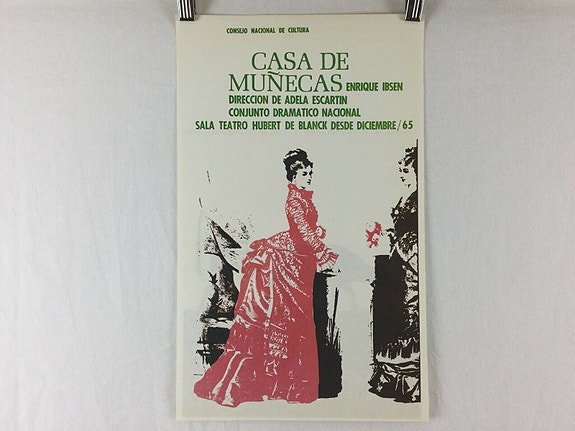 CONSEJO NACIONAL DE CULTURA
CASA DE
MUÑECAS ENRIQUE IBSEN
DIRECCION DE ADELA ESCARTIN
CONJUNTO DRAMATICO NACIONAL
SALA TEATRO HUBERT DE BLANCK DESDE DICIEMBRE/65